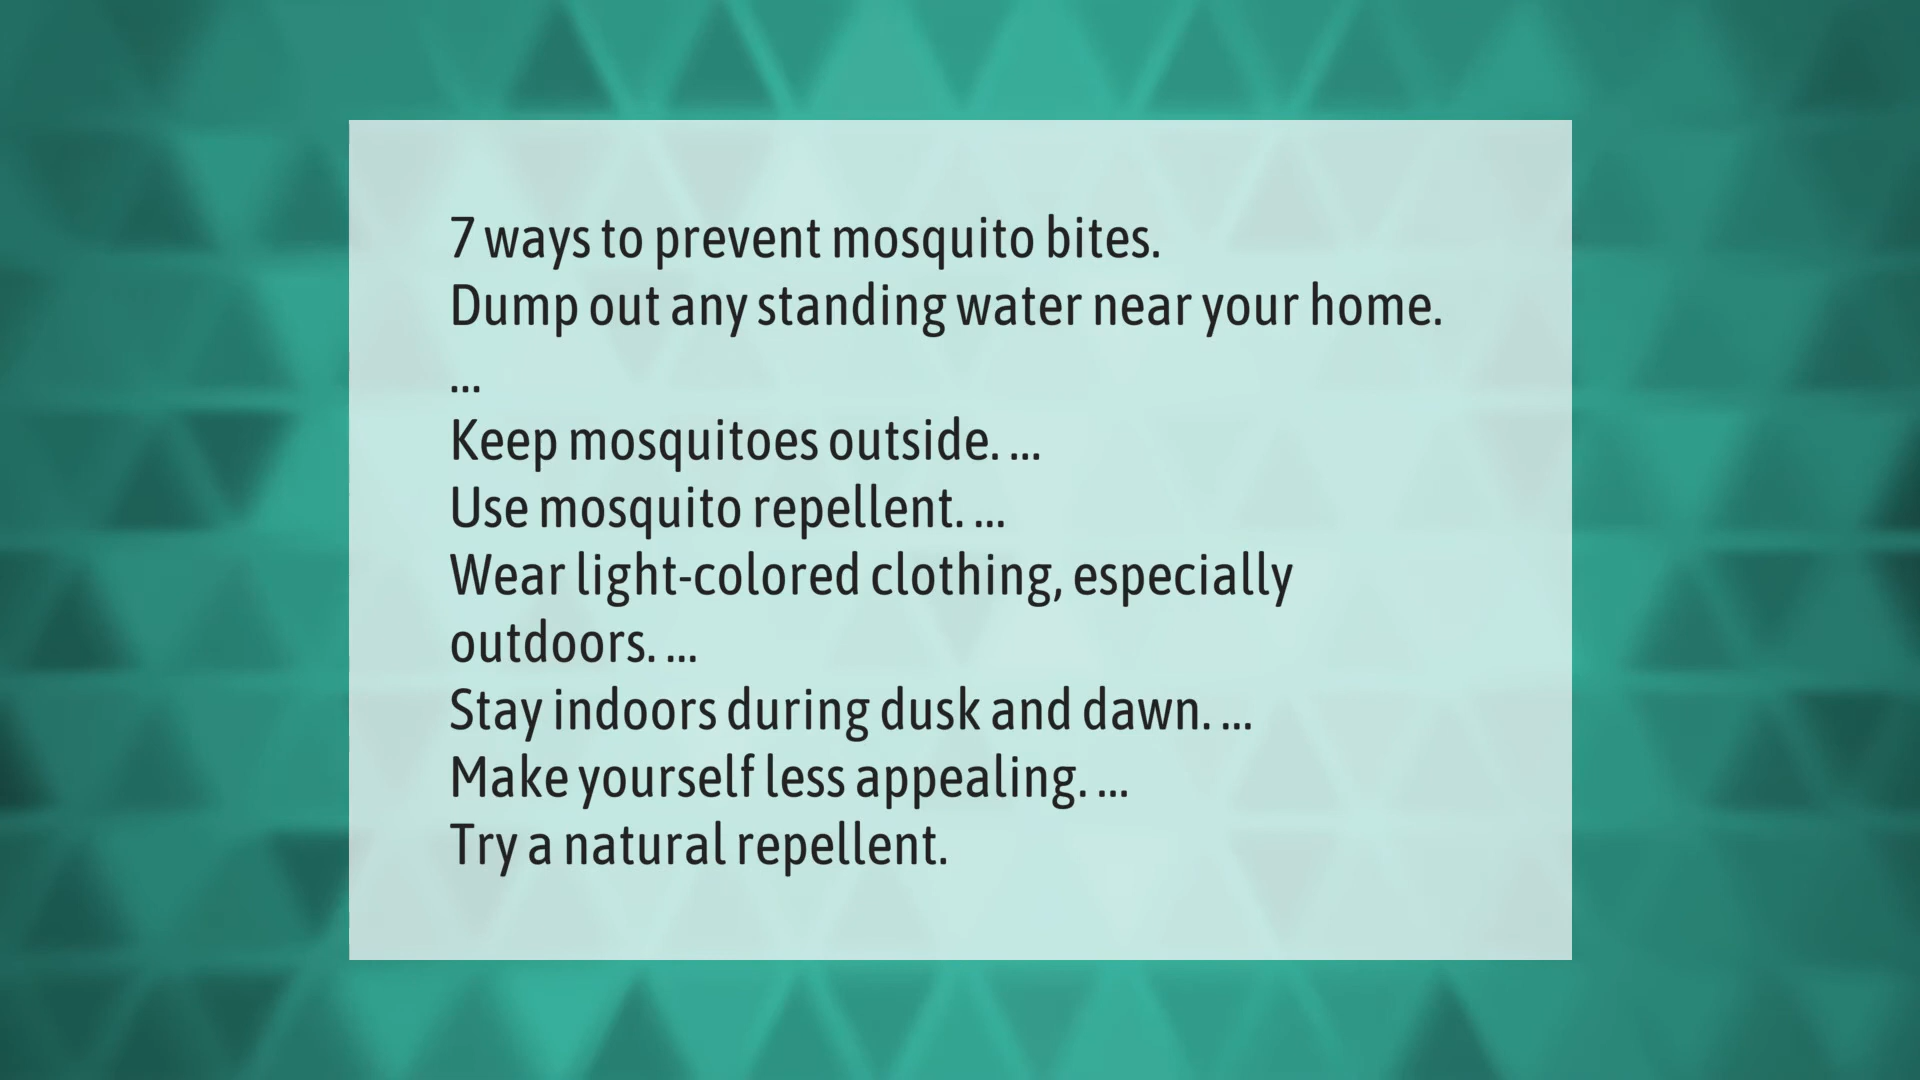 7 ways to prevent mosquito bites.
Dump out any standing water near your home.
...
Keep mosquitoes outside. ...
Use mosquito repellent. ...
Wear light-colored clothing, especially
outdoors. ...
Stay indoors during dusk and dawn. ...
Make yourself less appealing. ...
Try a natural repellent.